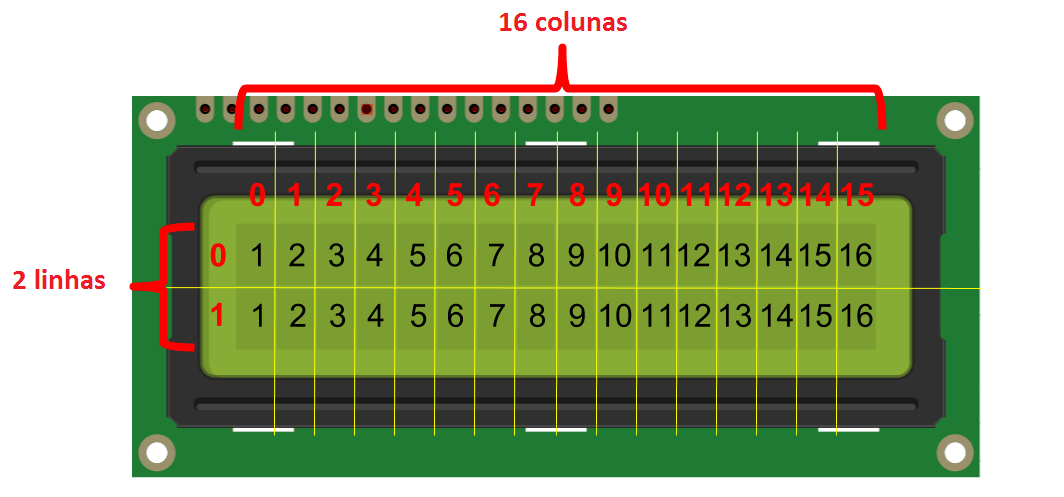 16 colunas
0 1 2 3 4 5 6 7 8 9 10 11 12 13 14 15
0 1 2 3 4 5 6 7 8 9 10 11 12 13 14 15 16
2 linhas
1 1 2 3 4 5 6 7 8 9 10 11 12 13 14 15 16